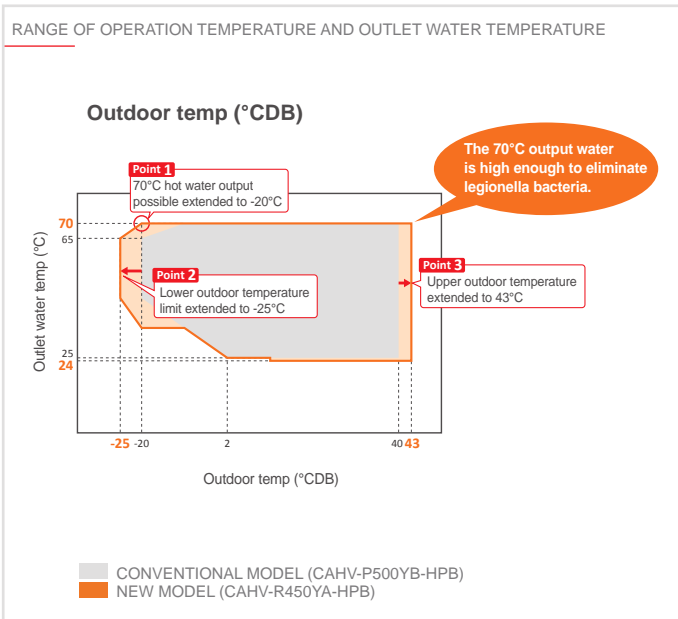 RANGE OF OPERATION TEMPERATURE AND OUTLET WATER TEMPERATURE
Outdoor temp (°CDB)
The 70°C output water
is high enough to eliminate
legionella bacteria.
Point 1
70°C hot water output
possible extended to -20°C
70
65
Point 2
Lower outdoor temperature
limit extended to -25°C
Point 3
Upper outdoor temperature
extended to 43°C
Outlet water temp (°C)
25
24
-25 -20 2 40 43
Outdoor temp (°CDB)
CONVENTIONAL MODEL (CAHV-P500YB-HPB)
NEW MODEL (CAHV-R450YA-HPB)